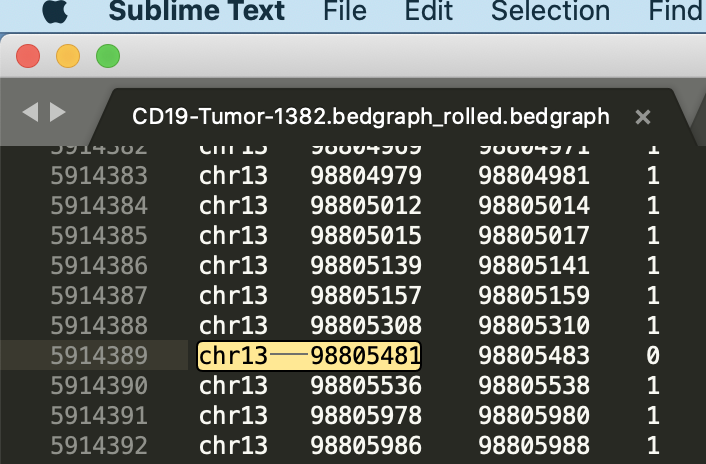 Sublime Text File Edit Selection Find
CD19-Tumor-1382.bedgraph_rolled.bedgraph ×
5914382 chr13 98804969 98804971 1
5914383 chr13 98804979 98804981 1
5914384 chr13 98805012 98805014 1
5914385 chr13 98805015 98805017 1
5914386 chr13 98805139 98805141 1
5914387 chr13 98805157 98805159 1
5914388 chr13 98805308 98805310 1
5914389 chr13 98805481 98805483 0
5914390 chr13 98805536 98805538 1
5914391 chr13 98805978 98805980 1
5914392 chr13 98805986 98805988 1